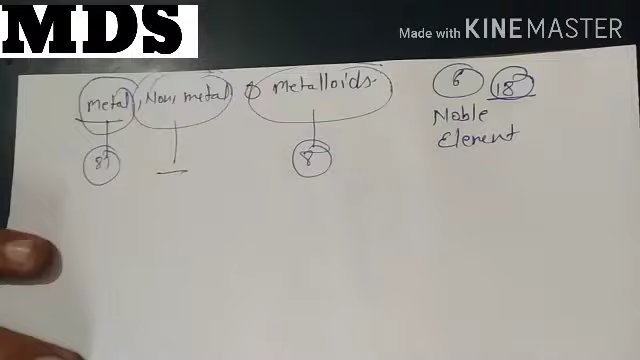 MDS
Made with KINEMASTER
Metal, Non, metal Metalloids
6 18
Noble
Element
8